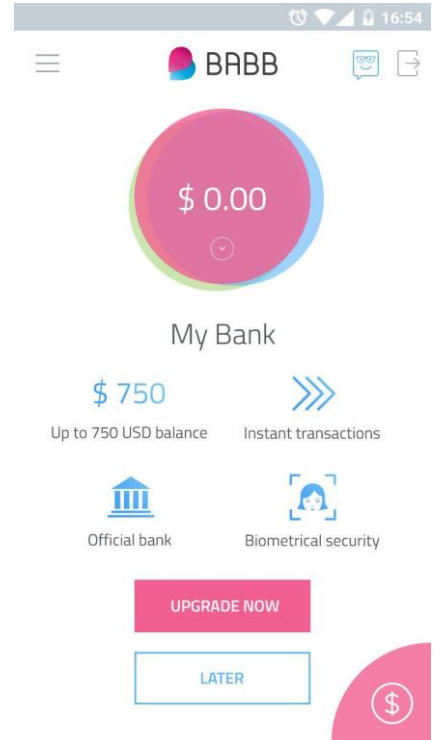 16:54
BABB
$ 0.00
My Bank
$ 750
Up to 750 USD balance
Instant transactions
Official bank
Biometrical security
UPGRADE NOW
LATER
$